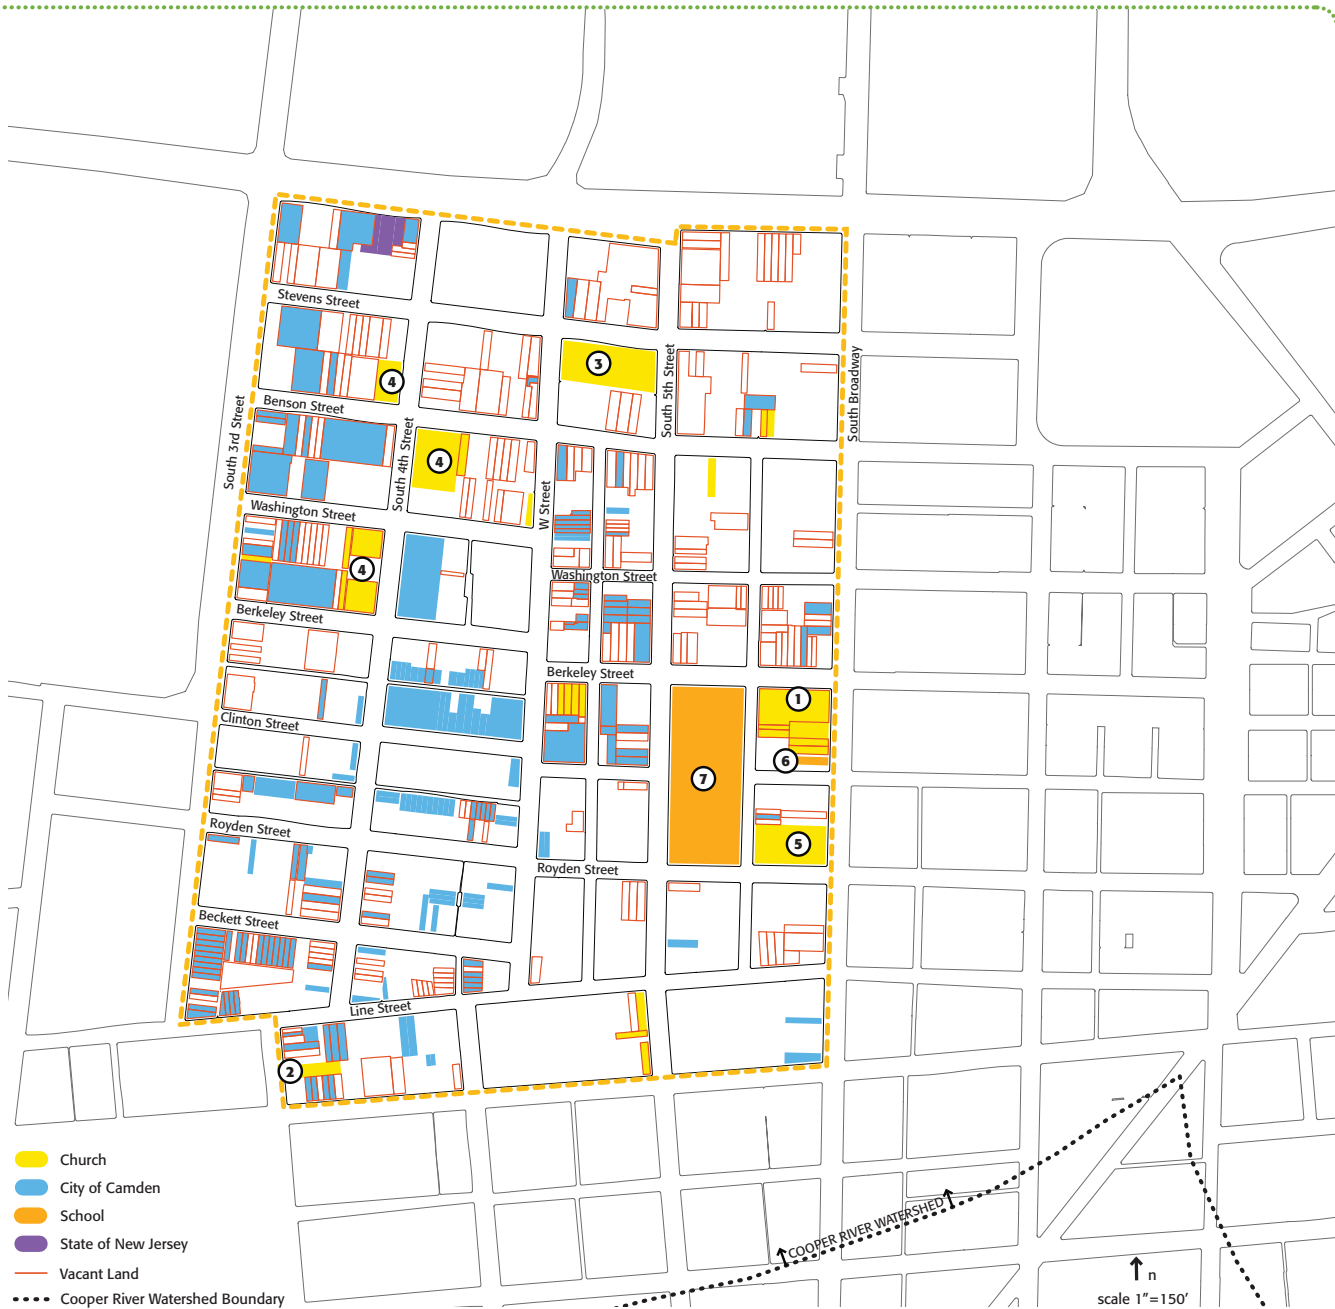 Stevens Street
3
South 5th Street
South Broadway
4
Benson Street
South 3rd Street
South 4th Street
4
W Street
Washington Street
4
Washington Street
Berkeley Street
Berkeley Street
1
Clinton Street
6
7
Royden Street
5
Royden Street
Beckett Street
Line Street
2
Church
City of Camden
School
State of New Jersey
Vacant Land
Cooper River Watershed Boundary
COOPER RIVER WATERSHED
n
scale 1"=150'